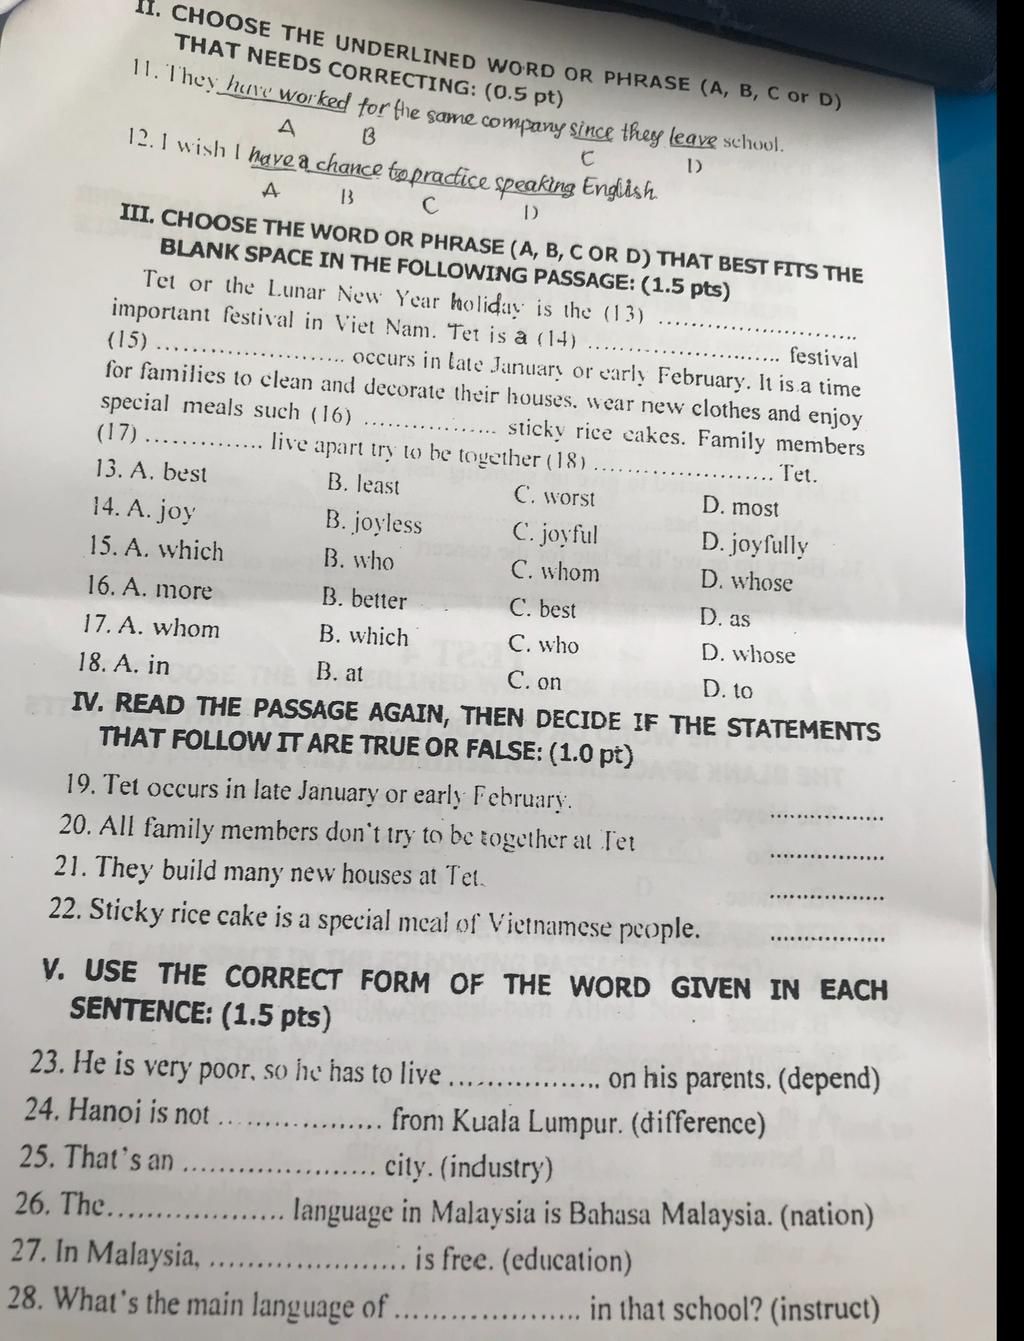 II. CHOOSE THE UNDERLINED WORD OR PHRASE (A, B, C or D)
THAT NEEDS CORRECTING: (0.5 pt)
11. They have worked for the same company since they leave school.
A B C D
12. I wish I have a chance to practice speaking English.
A B C D
III. CHOOSE THE WORD OR PHRASE (A, B, C OR D) THAT BEST FITS THE
BLANK SPACE IN THE FOLLOWING PASSAGE: (1.5 pts)
Tet or the Lunar New Year holiday is the (13) ........................
important festival in Viet Nam. Tet is a (14) ........................ festival
(15) ........................ occurs in late January or early February. It is a time
for families to clean and decorate their houses, wear new clothes and enjoy
special meals such (16) ................ sticky rice cakes. Family members
(17) .............. live apart try to be together (18) ........................ Tet.
13. A. best B. least C. worst D. most
14. A. joy B. joyless C. joyful D. joyfully
15. A. which B. who C. whom D. whose
16. A. more B. better C. best D. as
17. A. whom B. which C. who D. whose
18. A. in B. at C. on D. to
IV. READ THE PASSAGE AGAIN, THEN DECIDE IF THE STATEMENTS
THAT FOLLOW IT ARE TRUE OR FALSE: (1.0 pt)
19. Tet occurs in late January or early February. .................
20. All family members don't try to be together at Tet .................
21. They build many new houses at Tet. .................
22. Sticky rice cake is a special meal of Vietnamese people. .................
V. USE THE CORRECT FORM OF THE WORD GIVEN IN EACH
SENTENCE: (1.5 pts)
23. He is very poor, so he has to live .................. on his parents. (depend)
24. Hanoi is not .................. from Kuala Lumpur. (difference)
25. That's an ...................... city. (industry)
26. The..................... language in Malaysia is Bahasa Malaysia. (nation)
27. In Malaysia, ...................... is free. (education)
28. What's the main language of ..................... in that school? (instruct)